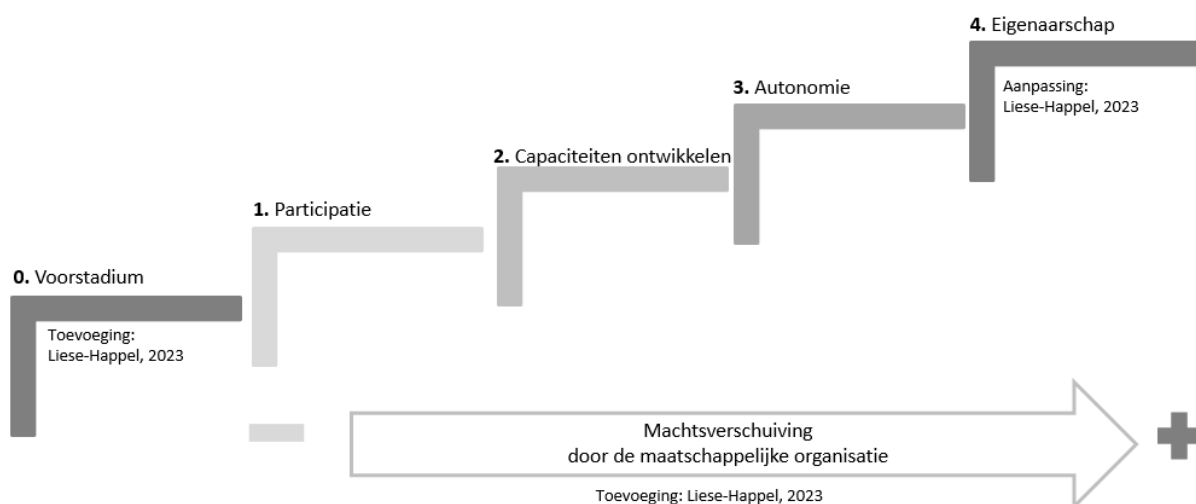 4. Eigenaarschap
Aanpassing:
Liese-Happel, 2023
3. Autonomie
2. Capaciteiten ontwikkelen
1. Participatie
0. Voorstadium
Toevoeging:
Liese-Happel, 2023
Machtsverschuiving
door de maatschappelijke organisatie
Toevoeging: Liese-Happel, 2023